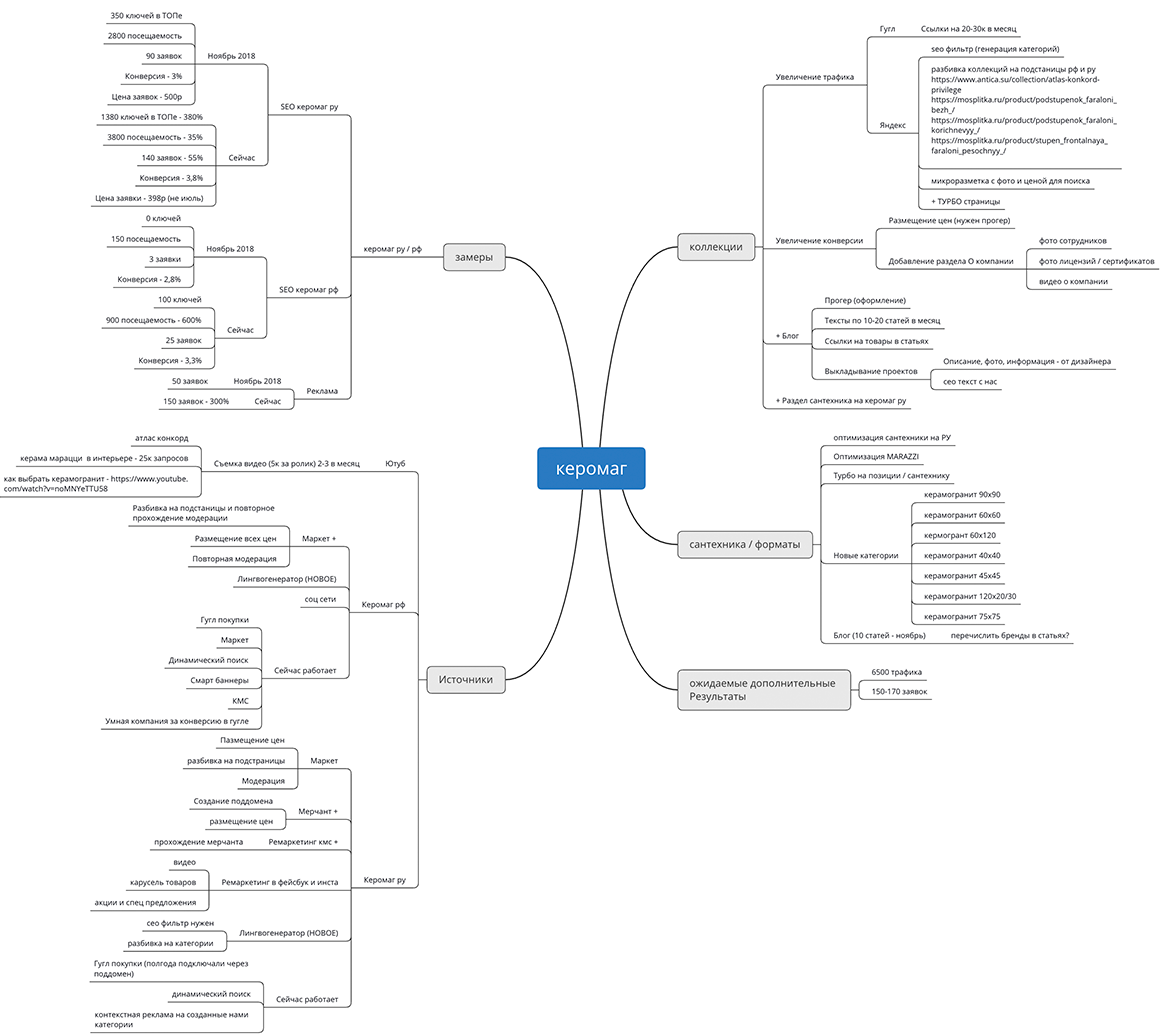 керомаг
замеры
керомаг ру / рф
SEO керомаг ру
Ноябрь 2018
350 ключей в ТОПе
2800 посещаемость
90 заявок
Конверсия - 3%
Цена заявок - 500р
Сейчас
1380 ключей в ТОПе - 380%
3800 посещаемость - 35%
140 заявок - 55%
Конверсия - 3,8%
Цена заявки - 398р (не июль)
SEO керомаг рф
Ноябрь 2018
0 ключей
150 посещаемость
3 заявки
Конверсия - 2,8%
Сейчас
100 ключей
900 посещаемость - 600%
25 заявок
Конверсия - 3,3%
Реклама
50 заявок
Ноябрь 2018
150 заявок - 300%
Сейчас
Источники
Ютуб
Съемка видео (5к за ролик) 2-3 в месяц
атлас конкорд
керама марацци  в интерьере - 25к запросов
как выбрать керамогранит - https://www.youtube.
com/watch?v=noMNYeTTU58
Керомаг рф
Маркет +
Разбивка на подстаницы и повторное
прохождение модерации
Размещение всех цен
Повторная модерация
Лингвогенератор (НОВОЕ)
соц сети
Сейчас работает
Гугл покупки
Маркет
Динамический поиск
Смарт баннеры
КМС
Умная компания за конверсию в гугле
Керомаг ру
Маркет
Пазмещение цен
разбивка на подстраницы
Модерация
Мерчант +
Создание поддомена
размещение цен
Ремаркетинг кмс +
прохождение мерчанта
Ремаркетинг в фейсбук и инста
видео
карусель товаров
акции и спец предложения
Лингвогенератор (НОВОЕ)
сео фильтр нужен
разбивка на категории
Сейчас работает
Гугл покупки (полгода подключали через
поддомен)
динамический поиск
контекстная реклама на созданные нами
категории
коллекции
Увеличение трафика
Гугл
Ссылки на 20-30к в месяц
Яндекс
seo фильтр (генерация категорий)
разбивка коллекций на подстаницы рф и ру
https://www.antica.su/collection/atlas-konkord-
privilege
https://mosplitka.ru/product/podstupenok_faraloni_
bezh_/
https://mosplitka.ru/product/podstupenok_faraloni_
korichnevyy_/
https://mosplitka.ru/product/stupen_frontalnaya_
faraloni_pesochnyy_/
микроразметка с фото и ценой для поиска
+ ТУРБО страницы
Увеличение конверсии
Размещение цен (нужен прогер)
Добавление раздела О компании
фото сотрудников
фото лицензий / сертификатов
видео о компании
+ Блог
Прогер (оформление)
Тексты по 10-20 статей в месяц
Ссылки на товары в статьях
Выкладывание проектов
Описание, фото, информация - от дизайнера
сео текст с нас
+ Раздел сантехника на керомаг ру
сантехника / форматы
оптимизация сантехники на РУ
Оптимизация MARAZZI
Турбо на позиции / сантехнику
Новые категории
керамогранит 90х90
керомогранит 60х60
кермогрант 60х120
керамогранит 40х40
керамогранит 45х45
керамогранит 120х20/30
керамогранит 75х75
Блог (10 статей - ноябрь)
перечислить бренды в статьях?
ожидаемые дополнительные
Результаты
6500 трафика
150-170 заявок